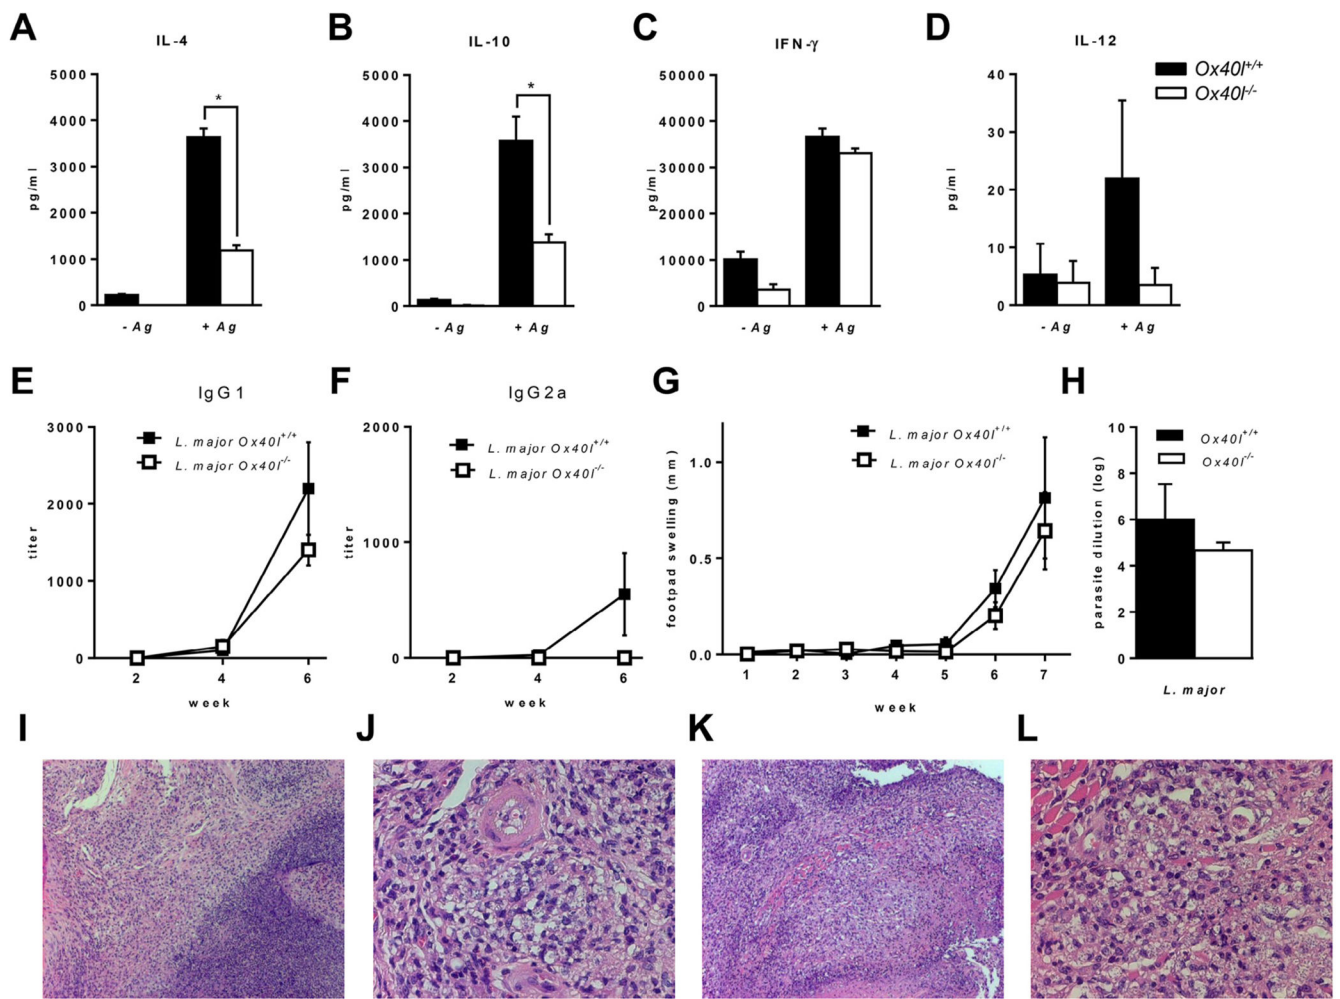 A
IL-4
pg/ml
5000
4000
3000
2000
1000
0
*
- Ag
+ Ag
B
IL-10
pg/ml
5000
4000
3000
2000
1000
0
*
- Ag
+ Ag
C
IFN-γ
pg/ml
50000
40000
30000
20000
10000
0
- Ag
+ Ag
D
IL-12
pg/ml
40
30
20
10
0
- Ag
+ Ag
Ox40l+/+
Ox40l-/-
E
IgG1
titer
3000
2000
1000
0
L. major Ox40l+/+
L. major Ox40l-/-
2
4
6
week
F
IgG2a
titer
2000
1000
0
L. major Ox40l+/+
L. major Ox40l-/-
2
4
6
week
G
footpad swelling (mm)
1.0
0.5
0.0
L. major Ox40l+/+
L. major Ox40l-/-
1
2
3
4
5
6
7
week
H
parasite dilution (log)
10
8
6
4
2
0
Ox40l+/+
Ox40l-/-
L. major
I
J
K
L